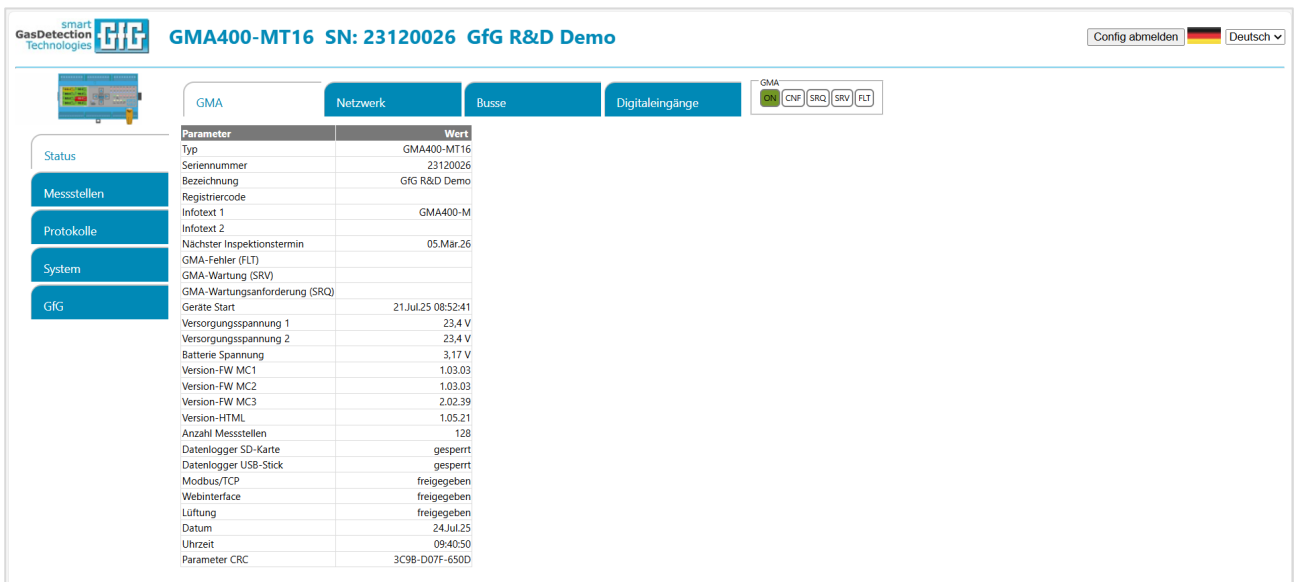 smart
GasDetection
Technologies
GfG
GMA400-MT16 SN: 23120026 GfG R&D Demo
Config abmelden
Deutsch
GMA
Netzwerk
Busse
Digitaleingänge
GMA
ON CNF SRQ SRV FLT
Status
Messstellen
Protokolle
System
GfG
Parameter Wert
Typ GMA400-MT16
Seriennummer 23120026
Bezeichnung GfG R&D Demo
Registriercode
Infotext 1 GMA400-M
Infotext 2
Nächster Inspektionstermin 05.Mär.26
GMA-Fehler (FLT)
GMA-Wartung (SRV)
GMA-Wartungsanforderung (SRQ)
Geräte Start 21.Jul.25 08:52:41
Versorgungsspannung 1 23,4 V
Versorgungsspannung 2 23,4 V
Batterie Spannung 3,17 V
Version-FW MC1 1.03.03
Version-FW MC2 1.03.03
Version-FW MC3 2.02.39
Version-HTML 1.05.21
Anzahl Messstellen 128
Datenlogger SD-Karte gesperrt
Datenlogger USB-Stick gesperrt
Modbus/TCP freigegeben
Webinterface freigegeben
Lüftung freigegeben
Datum 24.Jul.25
Uhrzeit 09:40:50
Parameter CRC 3C9B-D07F-650D